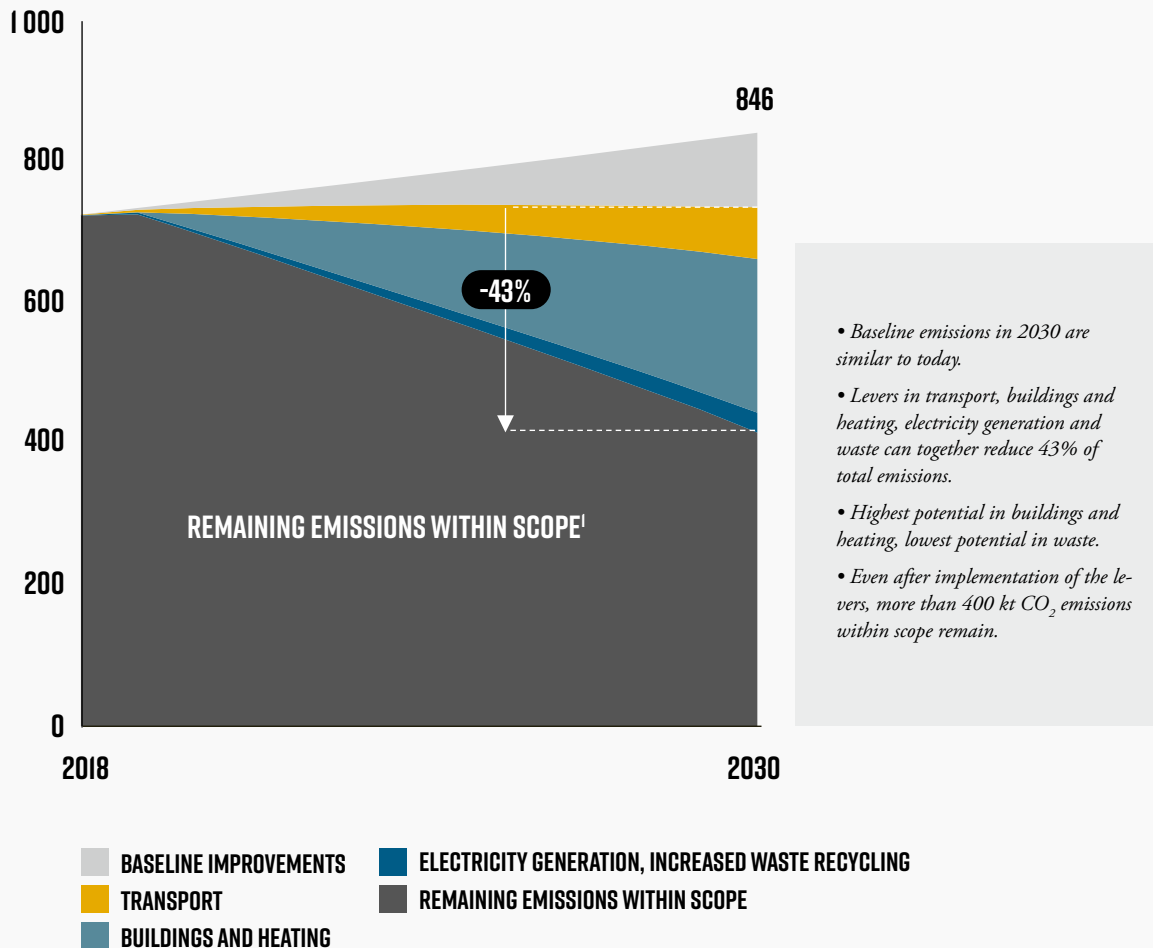 1000
846
800
600
400
200
0
-43%
REMAINING EMISSIONS WITHIN SCOPE¹
2018
2030
• Baseline emissions in 2030 are
similar to today.
• Levers in transport, buildings and
heating, electricity generation and
waste can together reduce 43% of
total emissions.
• Highest potential in buildings and
heating, lowest potential in waste.
• Even after implementation of the le-
vers, more than 400 kt CO₂ emissions
within scope remain.
BASELINE IMPROVEMENTS
TRANSPORT
BUILDINGS AND HEATING
ELECTRICITY GENERATION, INCREASED WASTE RECYCLING
REMAINING EMISSIONS WITHIN SCOPE